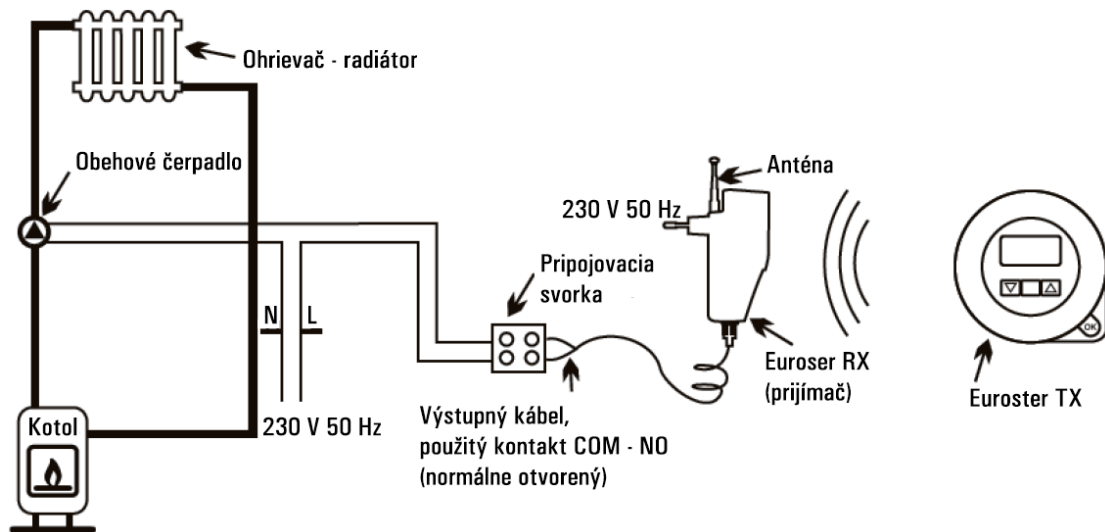 Ohrievač - radiátor
Obehové čerpadlo
Anténa
230 V 50 Hz
Pripojovacia
svorka
N L
Euroser RX
(prijímač)
Euroster TX
OK
Kotol
230 V 50 Hz
Výstupný kábel,
použitý kontakt COM - NO
(normálne otvorený)